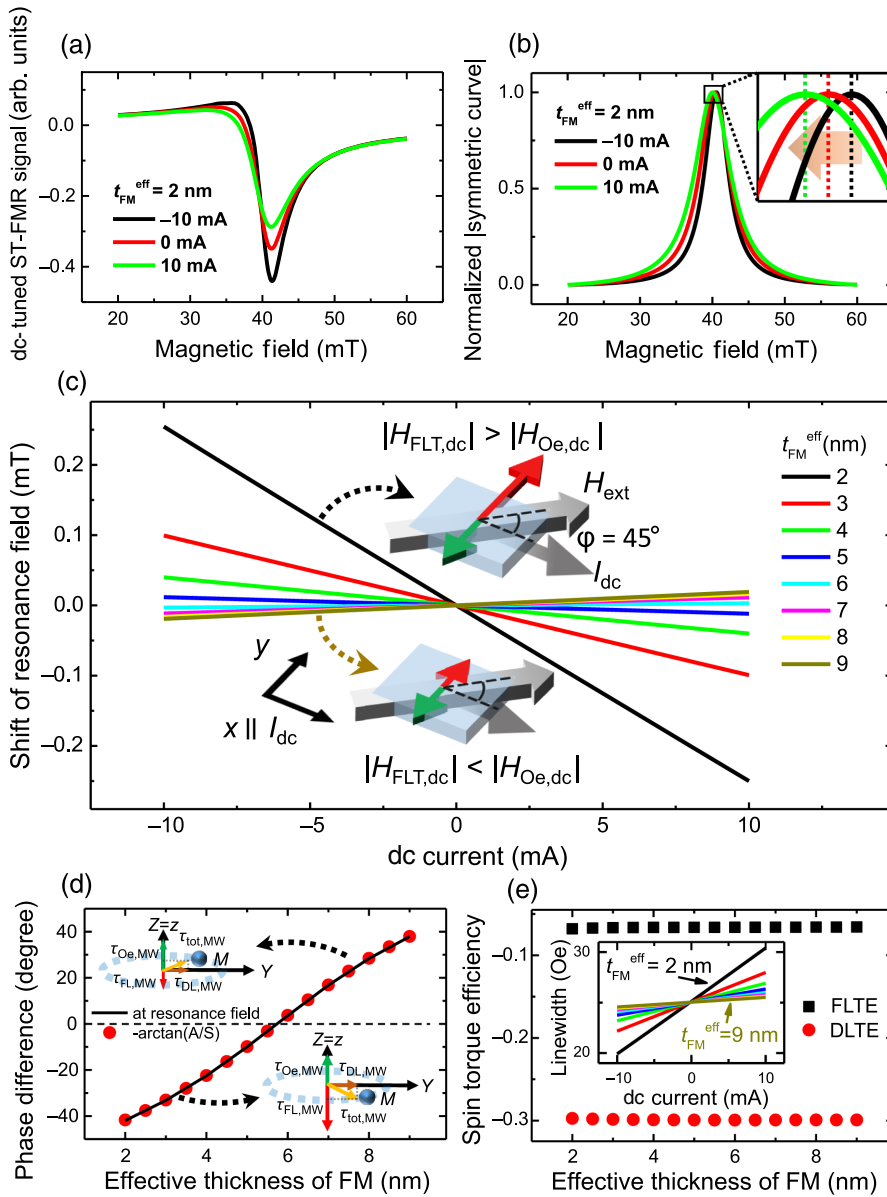 (a)
dc-tuned ST-FMR signal (arb. units)
0.0
−0.2
−0.4
t_FM^eff = 2 nm
−10 mA
0 mA
10 mA
20 30 40 50 60
Magnetic field (mT)
(b)
Normalized |symmetric curve|
1.0
0.5
0.0
t_FM^eff = 2 nm
−10 mA
0 mA
10 mA
20 30 40 50 60
Magnetic field (mT)
(c)
Shift of resonance field (mT)
0.2
0.1
0.0
−0.1
−0.2
|H_FLT,dc| > |H_Oe,dc|
H_ext
φ = 45°
I_dc
y
x || I_dc
|H_FLT,dc| < |H_Oe,dc|
t_FM^eff (nm)
2
3
4
5
6
7
8
9
−10 −5 0 5 10
dc current (mA)
(d)
Phase difference (degree)
40
30
20
10
0
−10
−20
−30
−40
Z=z
τ_tot,MW
τ_Oe,MW
M
Y
τ_FL,MW
τ_DL,MW
at resonance field
-arctan(A/S)
Z=z
τ_Oe,MW
τ_DL,MW
Y
M
τ_FL,MW
τ_tot,MW
2 4 6 8
Effective thickness of FM (nm)
(e)
Spin torque efficiency
−0.1
−0.2
−0.3
Linewidth (Oe)
30
20
t_FM^eff = 2 nm
t_FM^eff=9 nm
−10 0 10
dc current (mA)
FLTE
DLTE
2 3 4 5 6 7 8 9
Effective thickness of FM (nm)